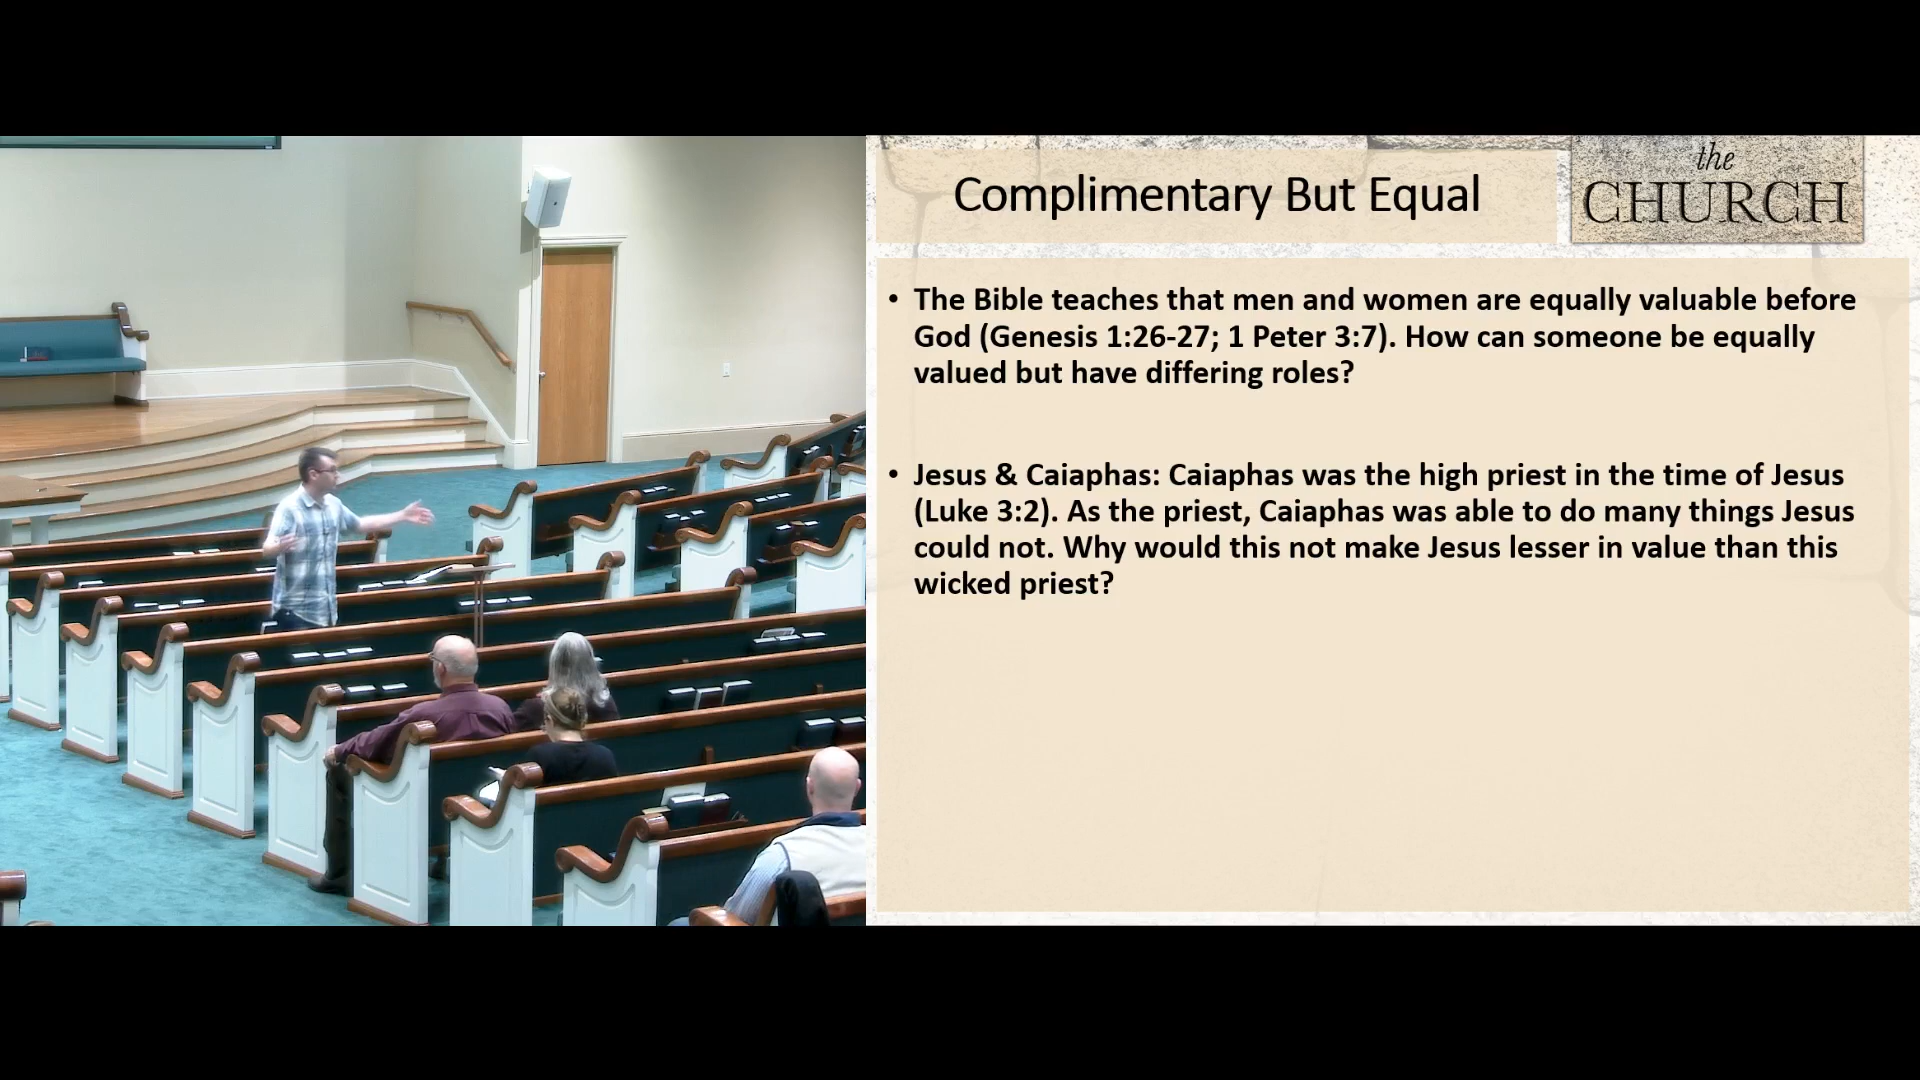 Complimentary But Equal
the
CHURCH
• The Bible teaches that men and women are equally valuable before
God (Genesis 1:26-27; 1 Peter 3:7). How can someone be equally
valued but have differing roles?
• Jesus & Caiaphas: Caiaphas was the high priest in the time of Jesus
(Luke 3:2). As the priest, Caiaphas was able to do many things Jesus
could not. Why would this not make Jesus lesser in value than this
wicked priest?